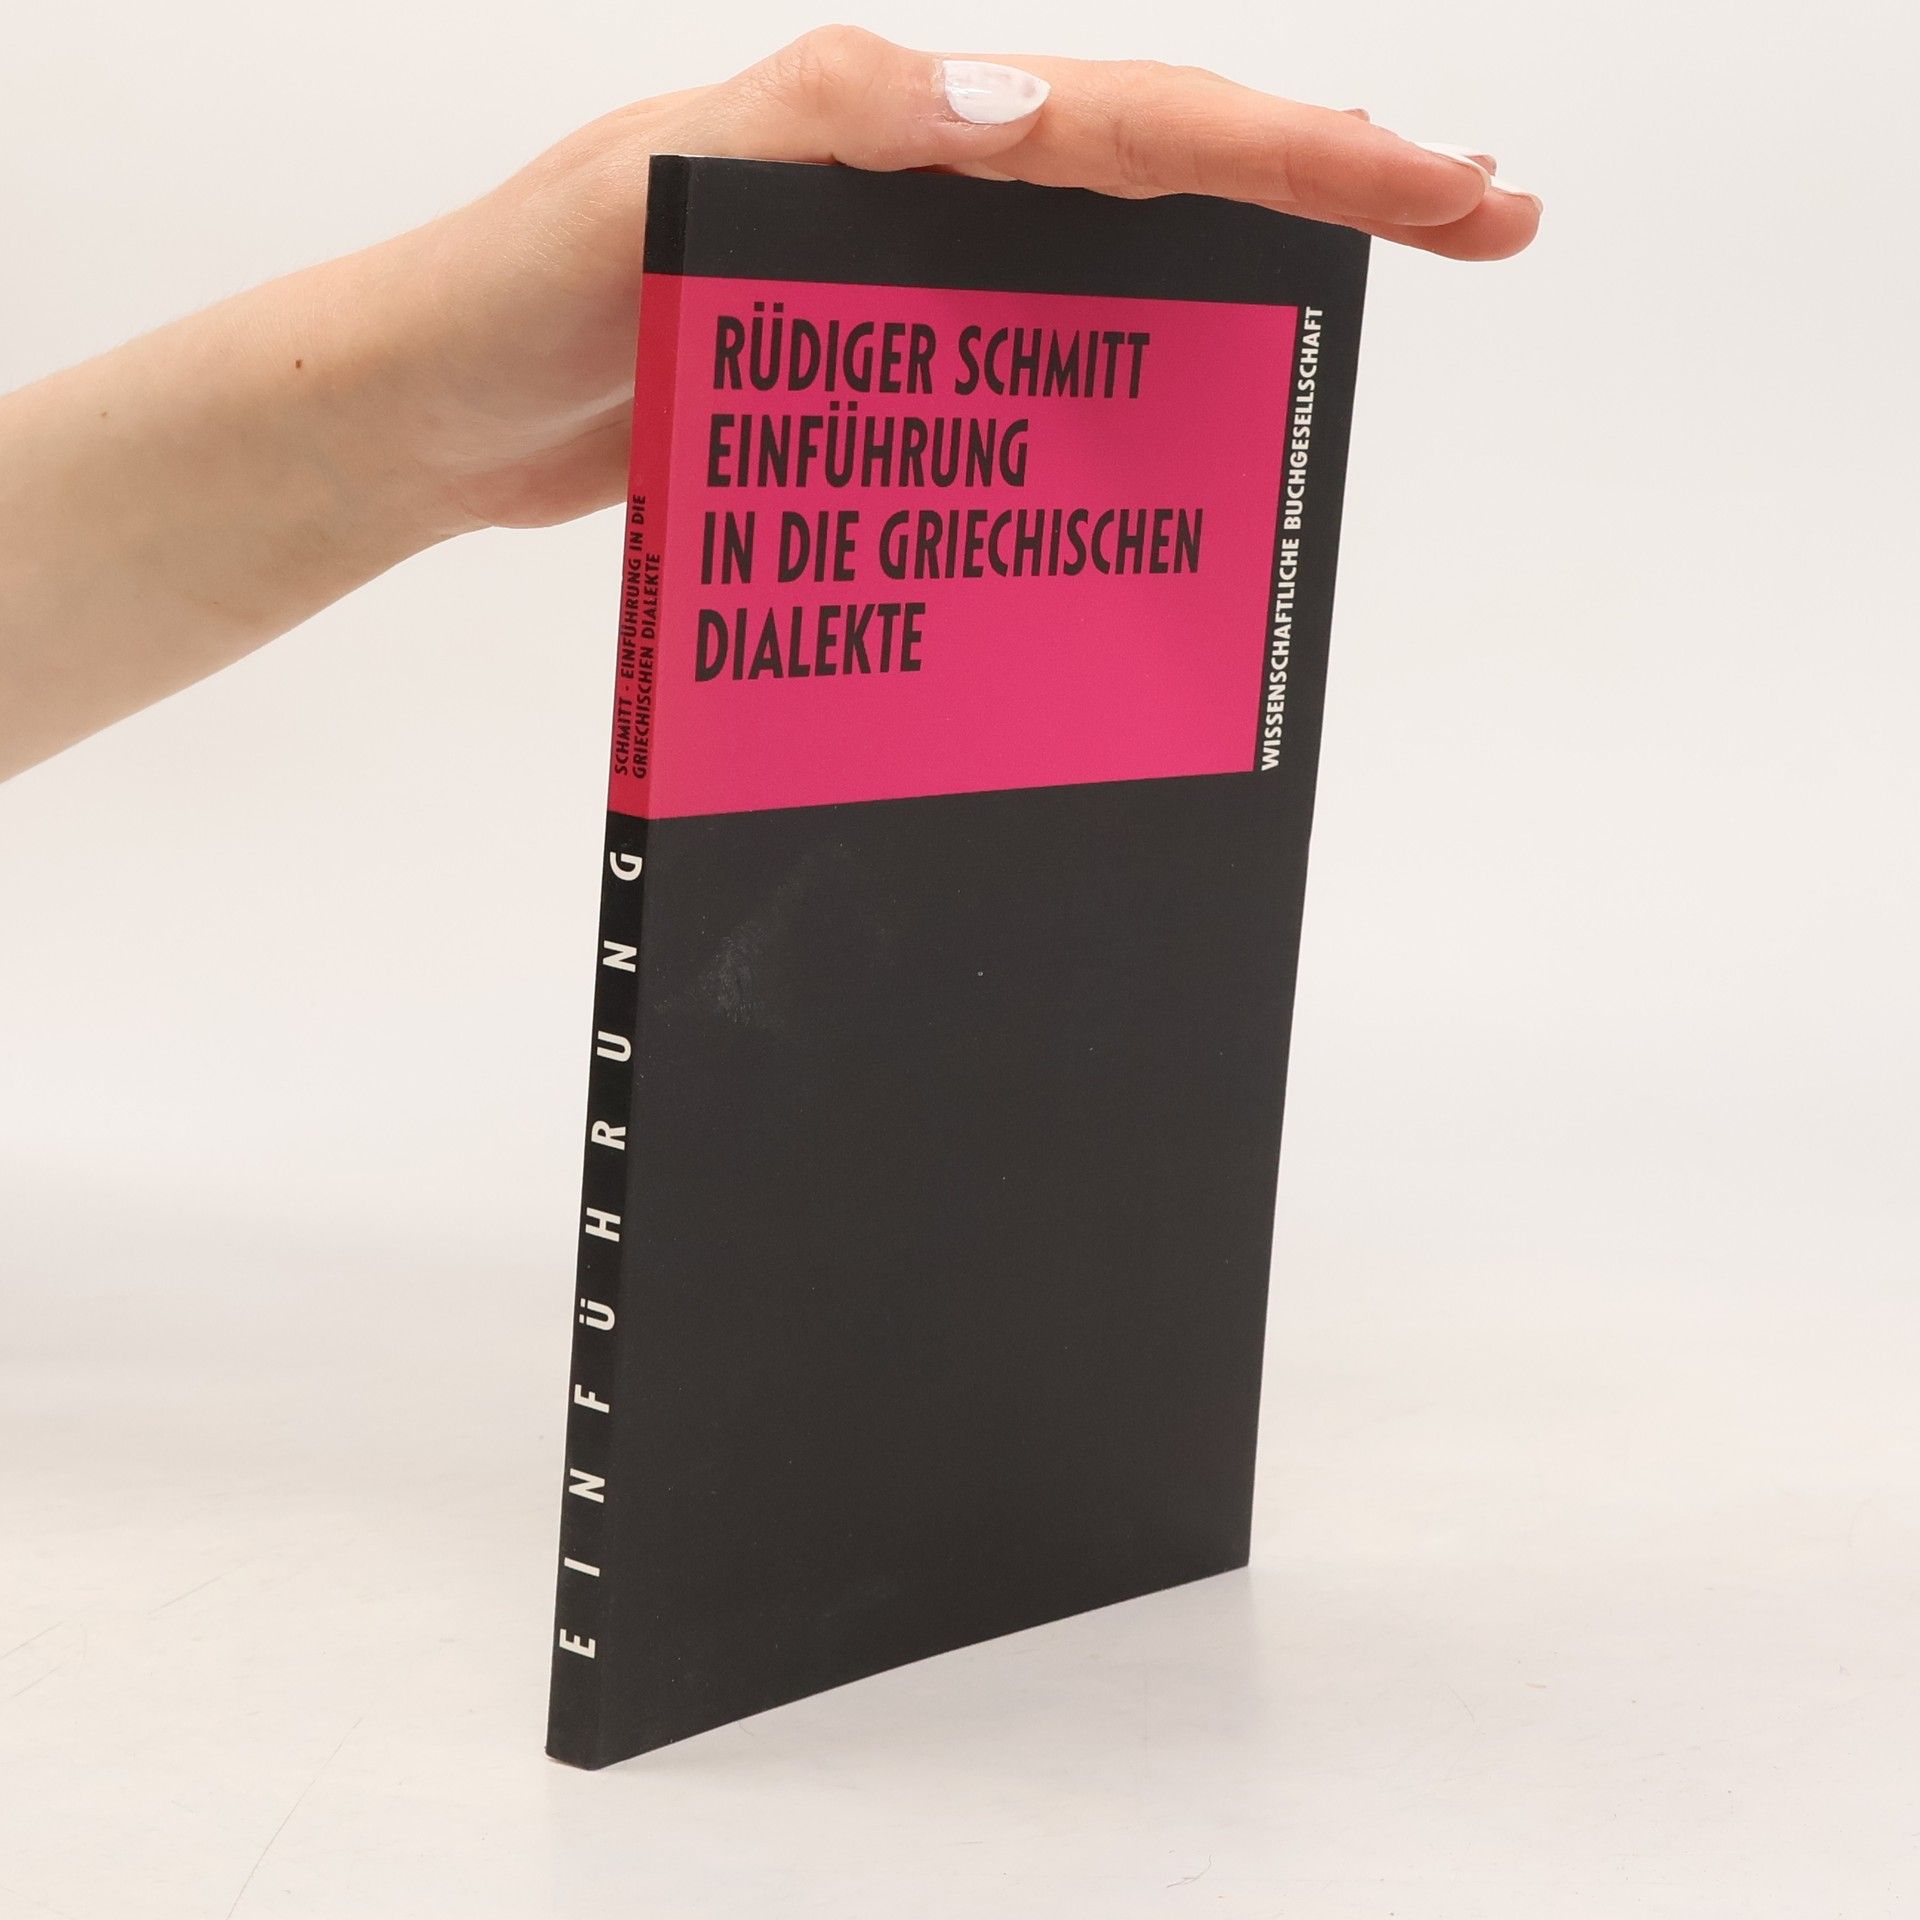 RÜDIGER SCHMITT
EINFÜHRUNG
IN DIE GRIECHISCHEN
DIALEKTE
WISSENSCHAFTLICHE BUCHGESELLSCHAFT
SCHMITT · EINFÜHRUNG IN DIE
GRIECHISCHEN DIALEKTE
EINFÜHRUNG